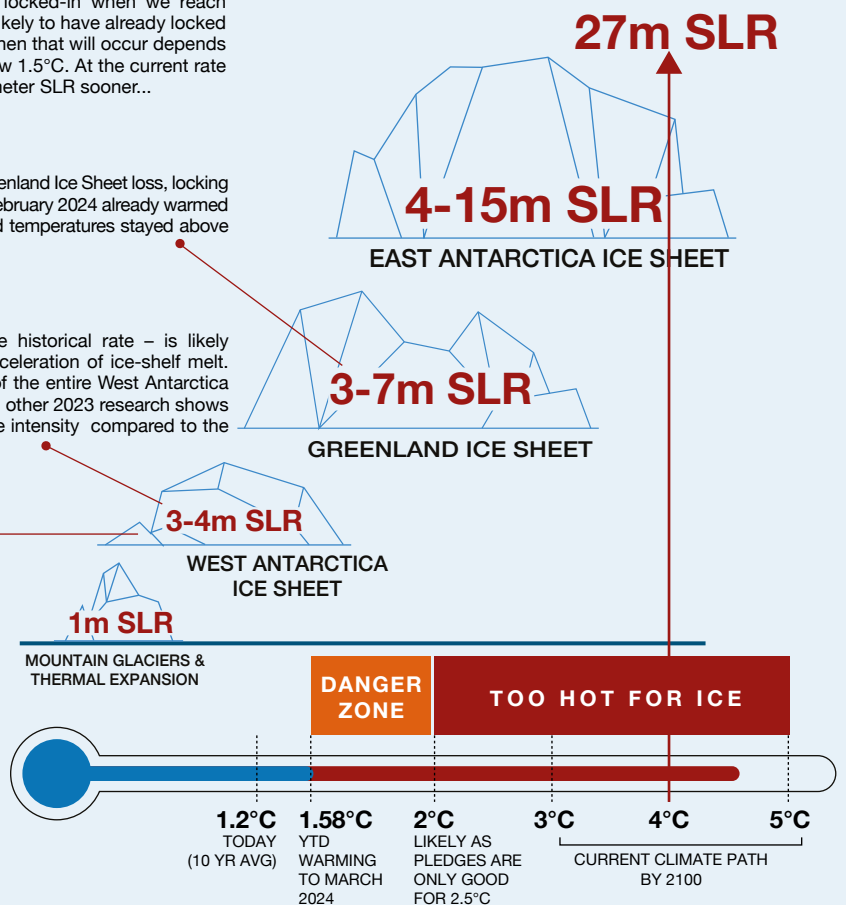 locked-in when we reach
likely to have already locked
hen that will occur depends
w 1.5°C. At the current rate
neter SLR sooner...
27m SLR
4-15m SLR
EAST ANTARCTICA ICE SHEET
enland Ice Sheet loss, locking
ebruary 2024 already warmed
d temperatures stayed above
3-7m SLR
GREENLAND ICE SHEET
e historical rate – is likely
celeration of ice-shelf melt.
of the entire West Antarctica
other 2023 research shows
e intensity compared to the
3-4m SLR
WEST ANTARCTICA
ICE SHEET
1m SLR
MOUNTAIN GLACIERS &
THERMAL EXPANSION
DANGER
ZONE
TOO HOT FOR ICE
1.2°C
TODAY
(10 YR AVG)
1.58°C
YTD
WARMING
TO MARCH
2024
2°C
LIKELY AS
PLEDGES ARE
ONLY GOOD
FOR 2.5°C
3°C
4°C
5°C
CURRENT CLIMATE PATH
BY 2100